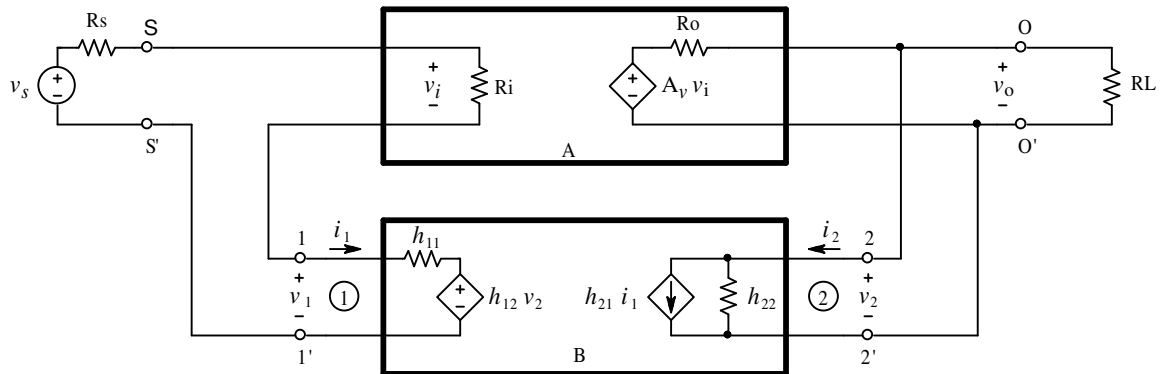 Rs
S
v_s
+
−
S'
+
v_i
−
Ri
Ro
+
−
A_v v_i
A
O
+
v_o
−
RL
O'
1
i_1
h_11
+
v_1
−
1
+
−
h_12 v_2
1'
h_21 i_1
h_22
B
i_2
2
2
+
v_2
−
2'